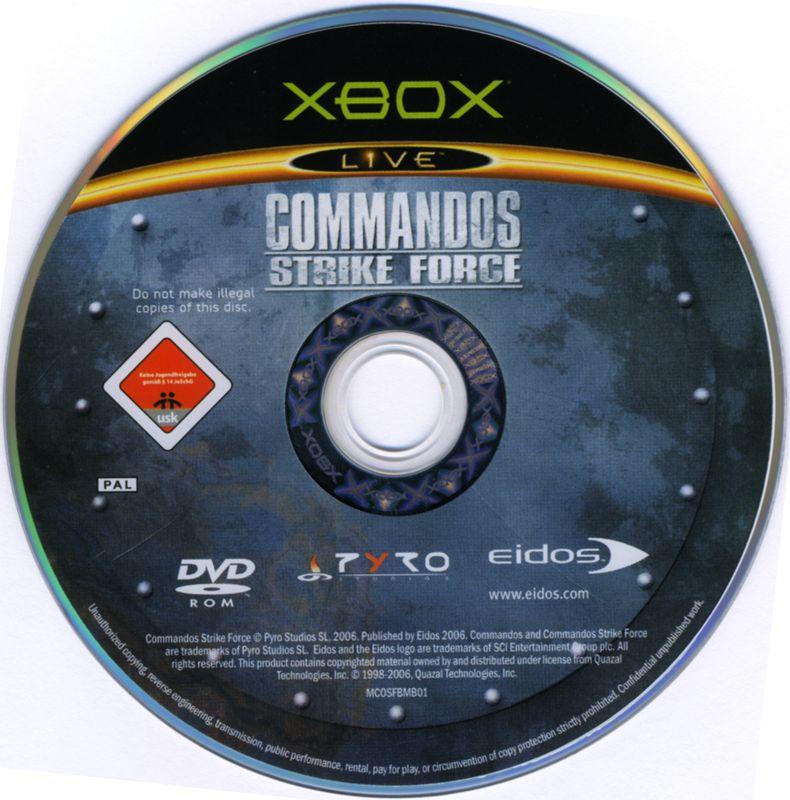 XBOX
LIVE™
COMMANDOS
STRIKE FORCE
Do not make illegal
copies of this disc.
Keine Jugendfreigabe
gemäß § 14 JuSchG
usk
XBOX
XBOX
PAL
DVD
ROM
PYRO
STUDIOS
eidos
www.eidos.com
Commandos Strike Force © Pyro Studios SL, 2006. Published by Eidos 2006. Commandos and Commandos Strike Force
are trademarks of Pyro Studios SL. Eidos and the Eidos logo are trademarks of SCI Entertainment Group plc. All
rights reserved. This product contains copyrighted material owned by and distributed under license from Quazal
Technologies, Inc. © 1998-2006, Quazal Technologies, Inc.
MC0SFBMB01
Unauthorized copying, reverse engineering, transmission, public performance, rental, pay for play, or circumvention of copy protection strictly prohibited. Confidential unpublished work.